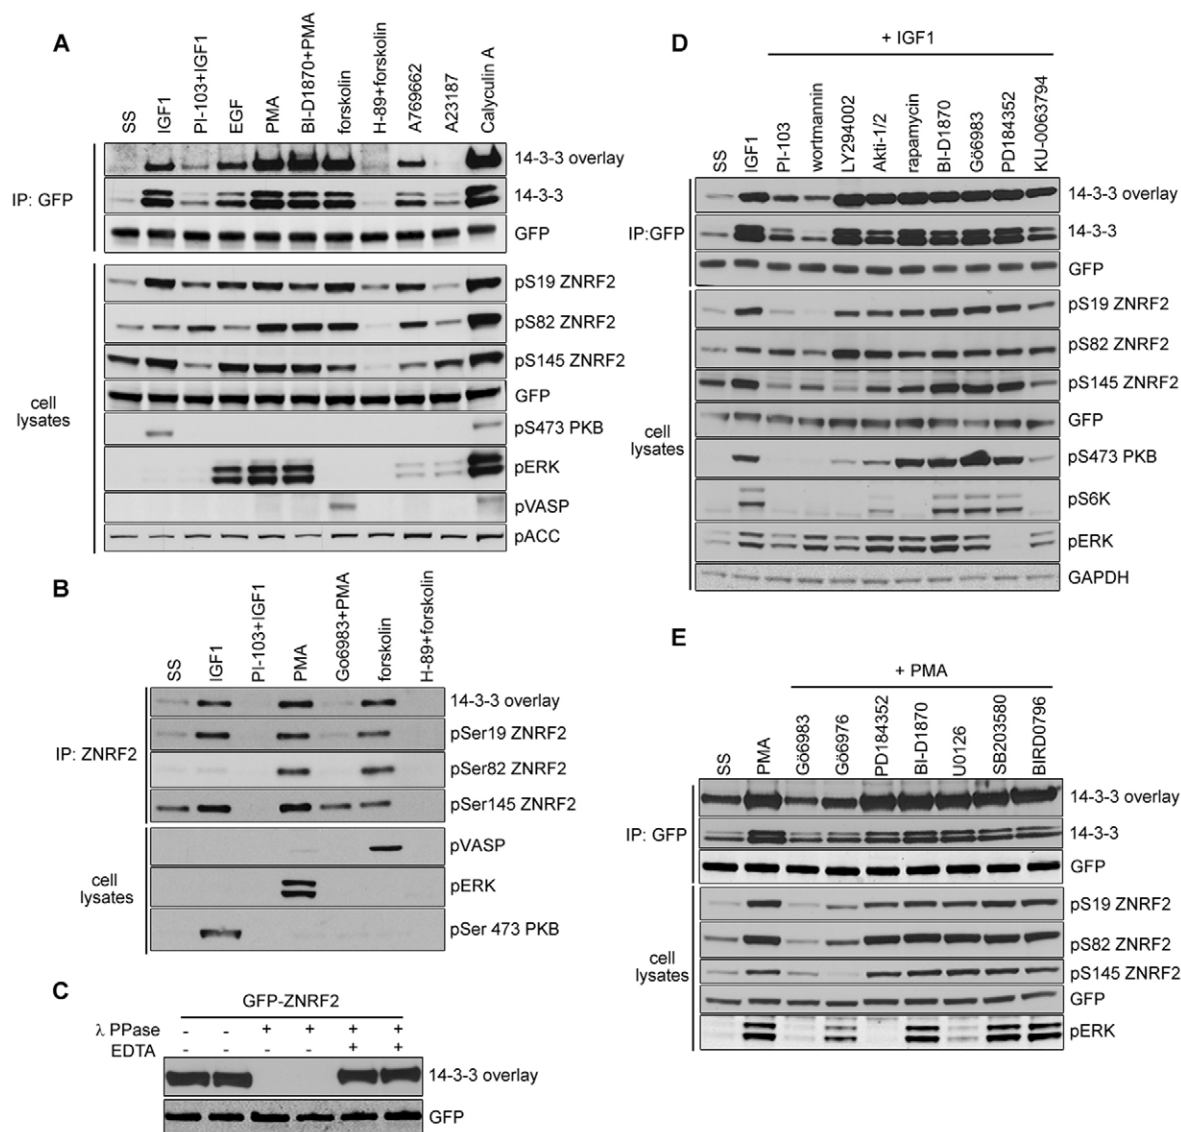 A
SS
IGF1
PI-103+IGF1
EGF
PMA
BI-D1870+PMA
forskolin
H-89+forskolin
A769662
A23187
Calyculin A
IP: GFP
14-3-3 overlay
14-3-3
GFP
cell
lysates
pS19 ZNRF2
pS82 ZNRF2
pS145 ZNRF2
GFP
pS473 PKB
pERK
pVASP
pACC
B
SS
IGF1
PI-103+IGF1
PMA
Go6983+PMA
forskolin
H-89+forskolin
IP: ZNRF2
14-3-3 overlay
pSer19 ZNRF2
pSer82 ZNRF2
pSer145 ZNRF2
cell
lysates
pVASP
pERK
pSer 473 PKB
C
GFP-ZNRF2
λ PPase - - + + + +
EDTA - - - - + +
14-3-3 overlay
GFP
D
+ IGF1
SS
IGF1
PI-103
wortmannin
LY294002
Akti-1/2
rapamycin
BI-D1870
Gö6983
PD184352
KU-0063794
IP:GFP
14-3-3 overlay
14-3-3
GFP
cell
lysates
pS19 ZNRF2
pS82 ZNRF2
pS145 ZNRF2
GFP
pS473 PKB
pS6K
pERK
GAPDH
E
+ PMA
SS
PMA
Gö6983
Gö6976
PD184352
BI-D1870
U0126
SB203580
BIRD0796
IP: GFP
14-3-3 overlay
14-3-3
GFP
cell
lysates
pS19 ZNRF2
pS82 ZNRF2
pS145 ZNRF2
GFP
pERK